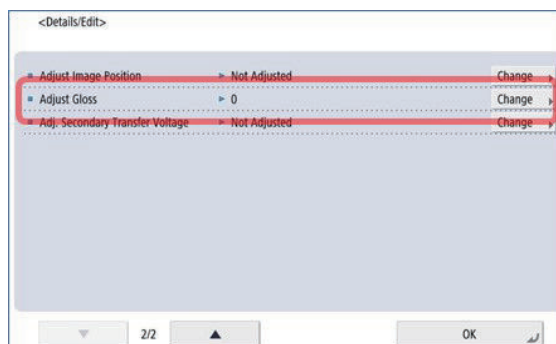 <Details/Edit>
Adjust Image Position ► Not Adjusted Change
Adjust Gloss ► 0 Change
Adj. Secondary Transfer Voltage ► Not Adjusted Change
2/2 OK